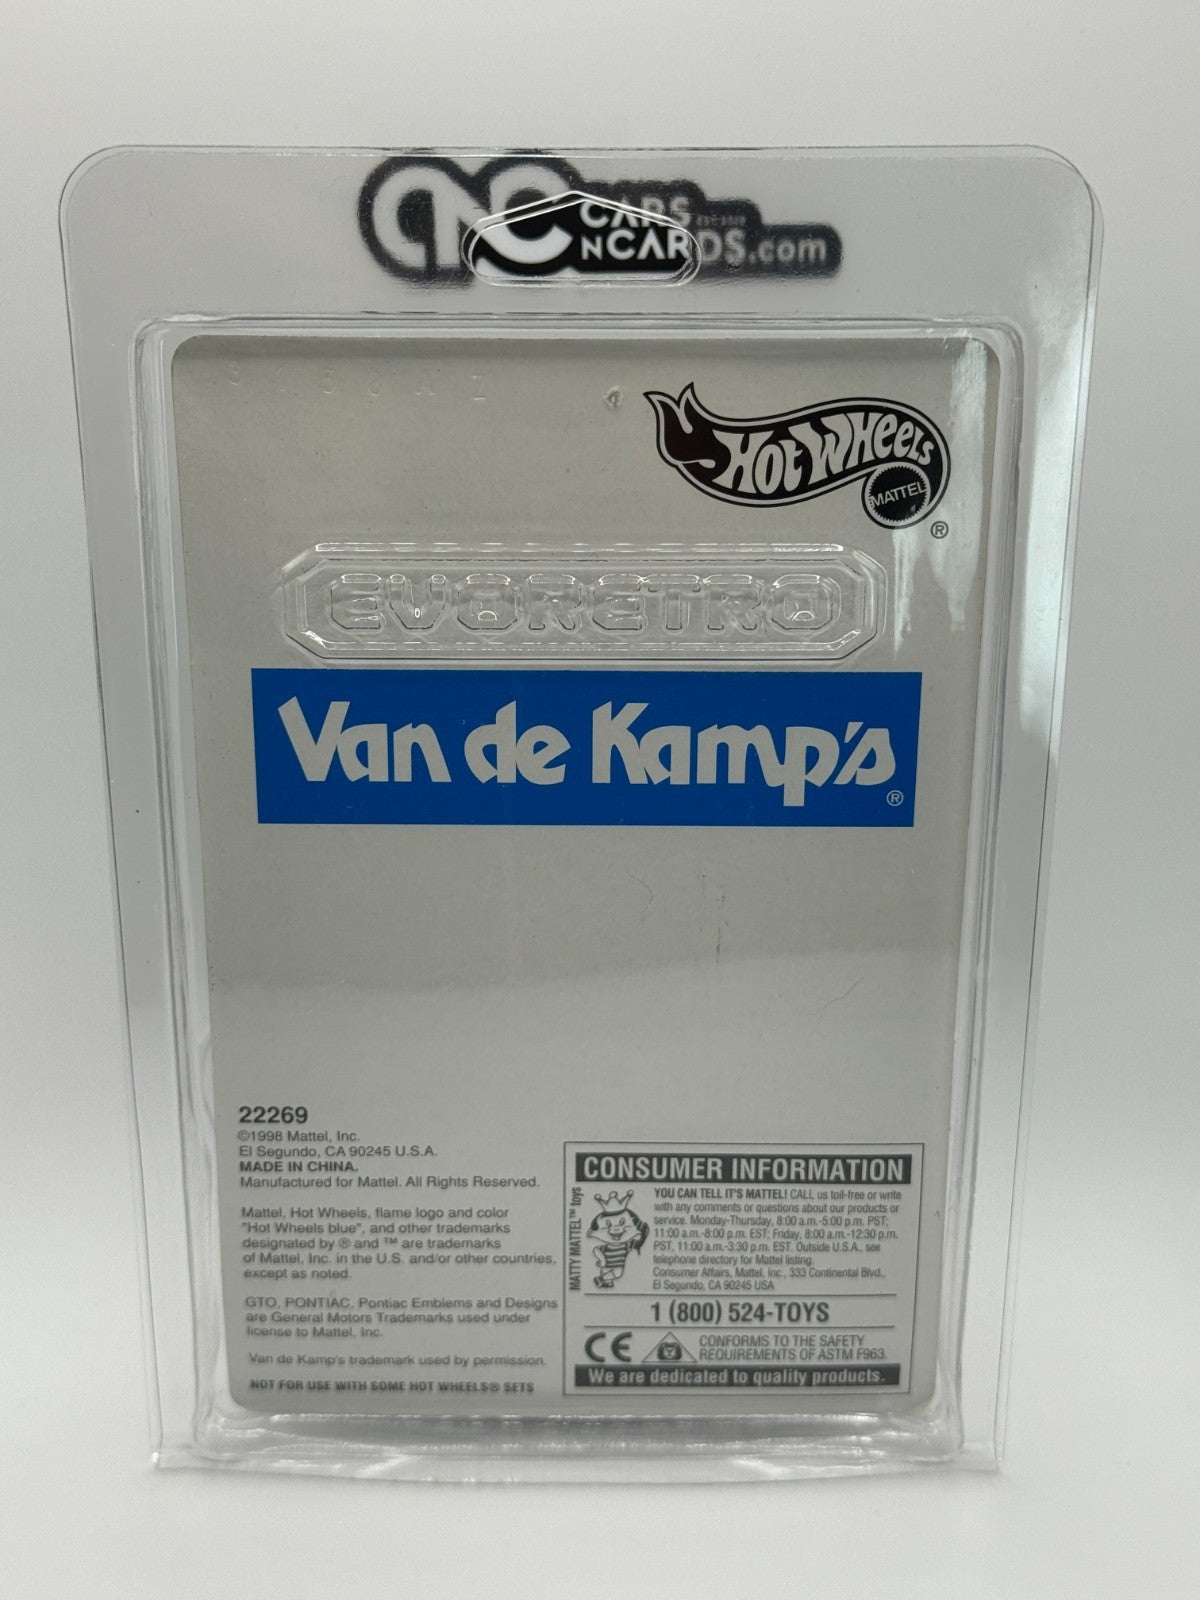 CNC CARS EST. 2019
NCARDS.com
HOT WHEELS
MATTEL
®
EVORETRO
Van de Kamp's®
22269
©1998 Mattel, Inc.
El Segundo, CA 90245 U.S.A.
MADE IN CHINA.
Manufactured for Mattel. All Rights Reserved.
Mattel, Hot Wheels, flame logo and color
"Hot Wheels blue", and other trademarks
designated by ® and ™ are trademarks
of Mattel, Inc. in the U.S. and/or other countries,
except as noted.
GTO, PONTIAC, Pontiac Emblems and Designs
are General Motors Trademarks used under
license to Mattel, Inc.
Van de Kamp's trademark used by permission.
NOT FOR USE WITH SOME HOT WHEELS® SETS
CONSUMER INFORMATION
MATTY MATTEL™ toys
YOU CAN TELL IT'S MATTEL! CALL us toll-free or write
with any comments or questions about our products or
service. Monday-Thursday, 8:00 a.m.-5:00 p.m. PST;
11:00 a.m.-8:00 p.m. EST; Friday, 8:00 a.m.-12:30 p.m.
PST, 11:00 a.m.-3:30 p.m. EST. Outside U.S.A., see
telephone directory for Mattel listing.
Consumer Affairs, Mattel, Inc., 333 Continental Blvd.,
El Segundo, CA 90245 USA
1 (800) 524-TOYS
CE
CONFORMS TO THE SAFETY
REQUIREMENTS OF ASTM F963.
We are dedicated to quality products.